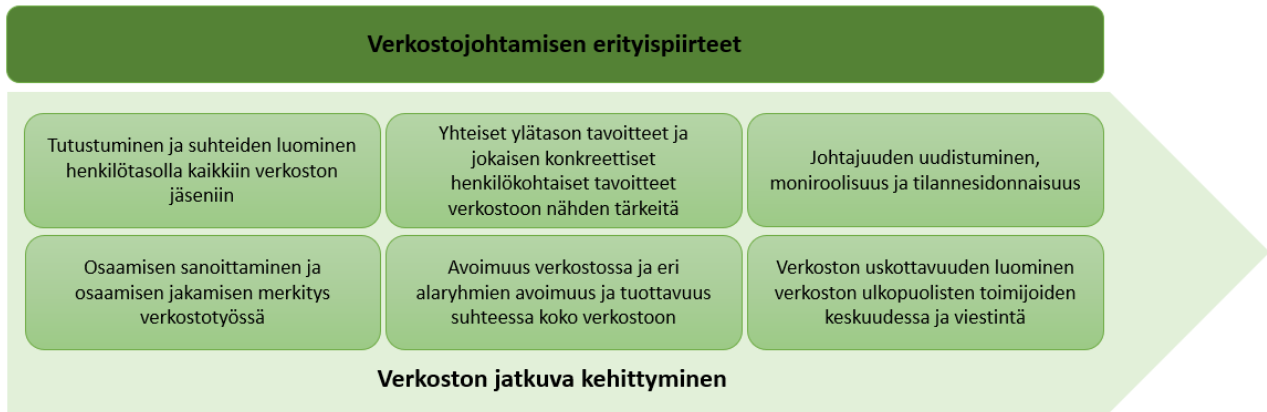 Verkostojohtamisen erityispiirteet
Tutustuminen ja suhteiden luominen
henkilötasolla kaikkiin verkoston
jäseniin
Yhteiset ylätason tavoitteet ja
jokaisen konkreettiset
henkilökohtaiset tavoitteet
verkostoon nähden tärkeitä
Johtajuuden uudistuminen,
moniroolisuus ja tilannesidonnaisuus
Osaamisen sanoittaminen ja
osaamisen jakamisen merkitys
verkostotyössä
Avoimuus verkostossa ja eri
alaryhmien avoimuus ja tuottavuus
suhteessa koko verkostoon
Verkoston uskottavuuden luominen
verkoston ulkopuolisten toimijoiden
keskuudessa ja viestintä
Verkoston jatkuva kehittyminen